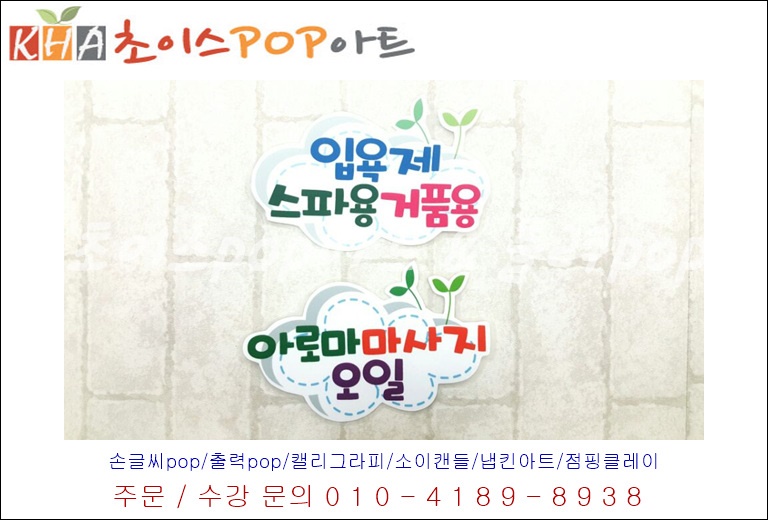 KHA 초이스POP아트
입욕제
스파용거품용
아로마마사지
오일
손글씨pop/출력pop/캘리그라피/소이캔들/냅킨아트/점핑클레이
주문 / 수강 문의 010-4189-8938